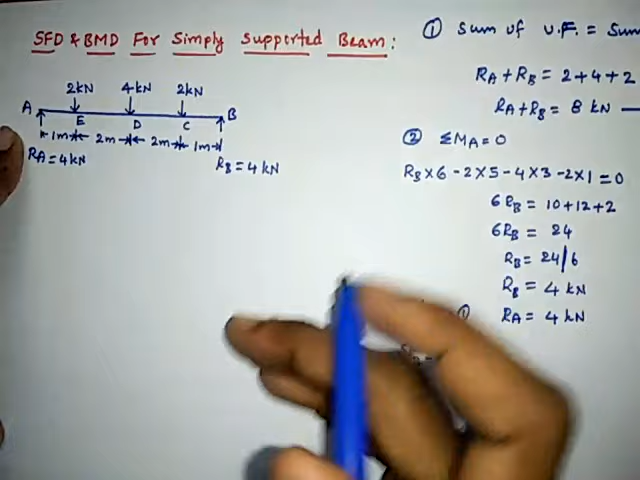 SFD & BMD For Simply Supported Beam:
2kN 4kN 2kN
A B
E D C
1m 2m 2m 1m
RA = 4kN RB = 4 kN
① Sum of V.F. = Sum
RA + RB = 2+4+2
RA+RB = 8 kN —
② ΣMA = 0
RB×6 -2×5 -4×3 -2×1 = 0
6RB = 10+12+2
6RB = 24
RB = 24/6
RB = 4 kN
① RA = 4 kN